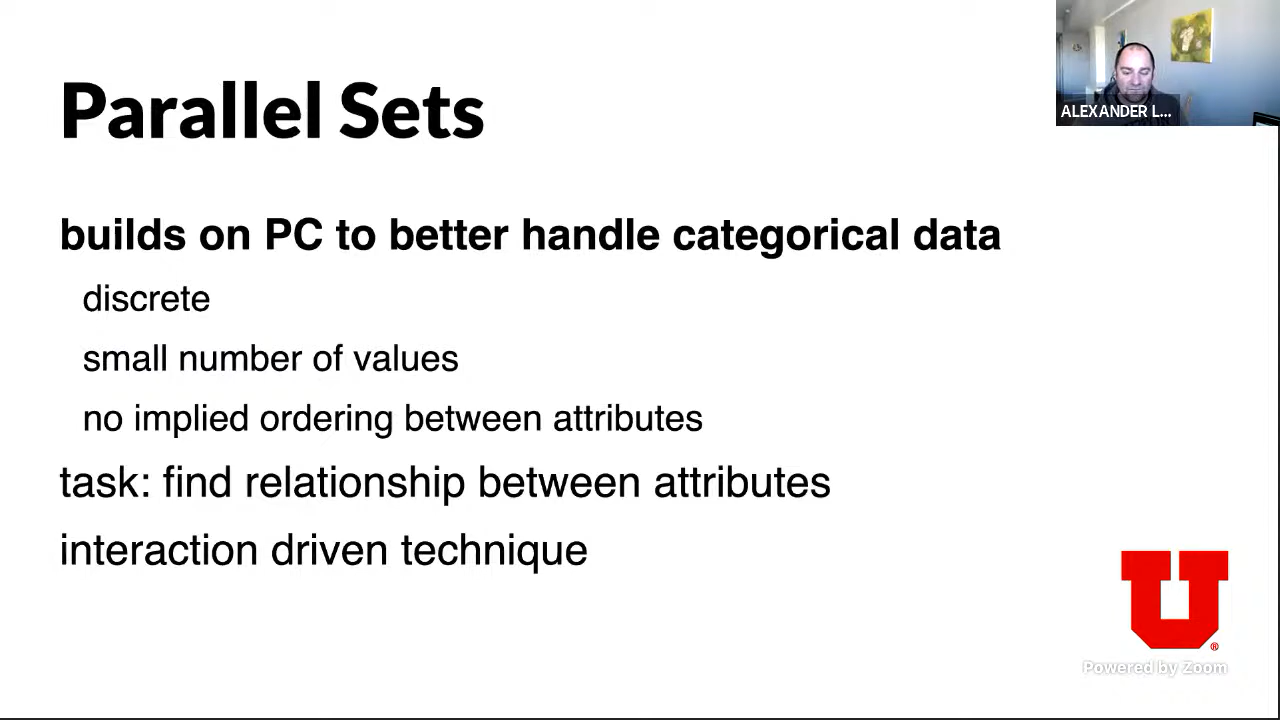 ALEXANDER L...
Parallel Sets
builds on PC to better handle categorical data
discrete
small number of values
no implied ordering between attributes
task: find relationship between attributes
interaction driven technique
U
®
Powered by Zoom